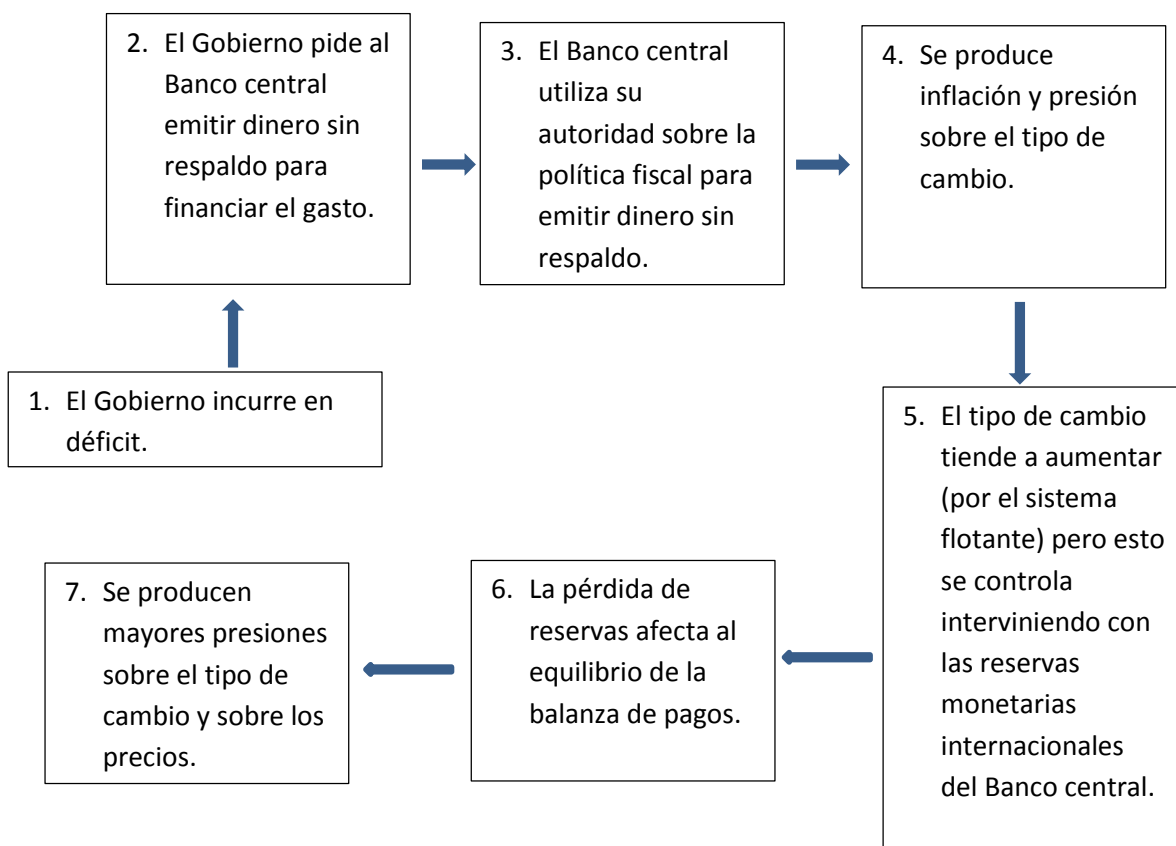 1. El Gobierno incurre en
déficit.
2. El Gobierno pide al
Banco central
emitir dinero sin
respaldo para
financiar el gasto.
3. El Banco central
utiliza su
autoridad sobre la
política fiscal para
emitir dinero sin
respaldo.
4. Se produce
inflación y presión
sobre el tipo de
cambio.
5. El tipo de cambio
tiende a aumentar
(por el sistema
flotante) pero esto
se controla
interviniendo con
las reservas
monetarias
internacionales
del Banco central.
6. La pérdida de
reservas afecta al
equilibrio de la
balanza de pagos.
7. Se producen
mayores presiones
sobre el tipo de
cambio y sobre los
precios.